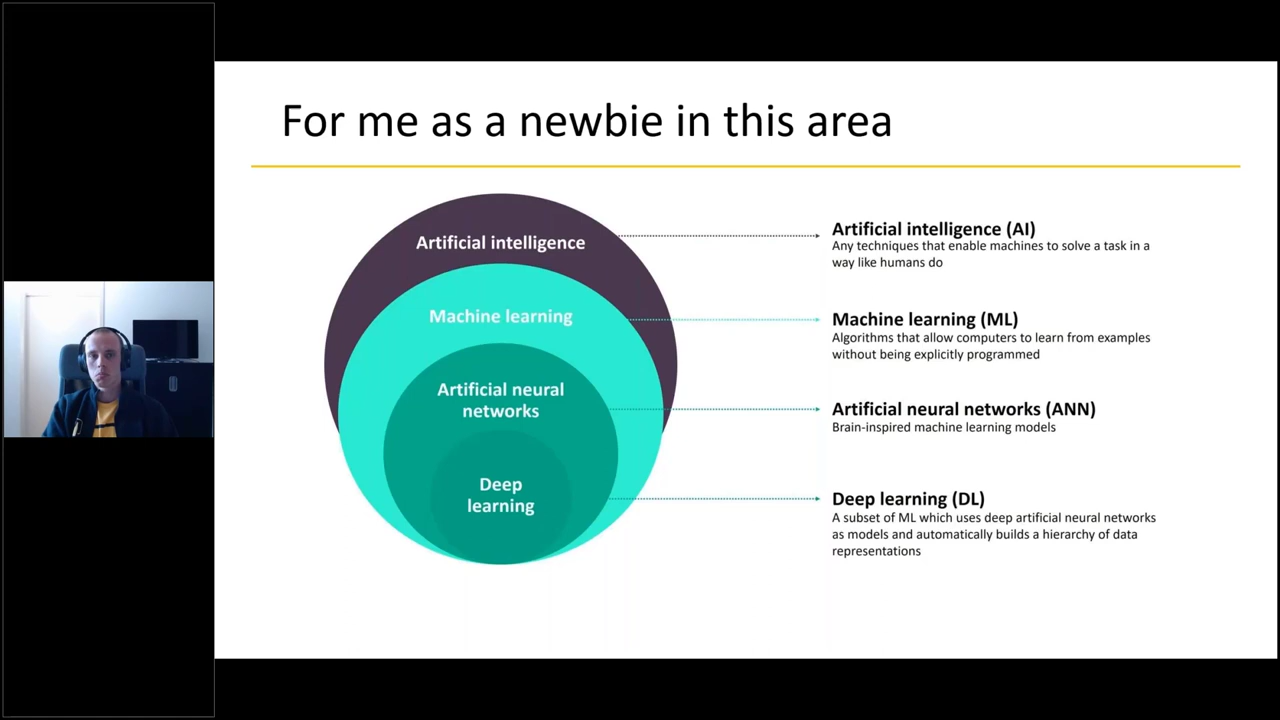 For me as a newbie in this area
Artificial intelligence
Machine learning
Artificial neural
networks
Deep
learning
Artificial intelligence (AI)
Any techniques that enable machines to solve a task in a
way like humans do
Machine learning (ML)
Algorithms that allow computers to learn from examples
without being explicitly programmed
Artificial neural networks (ANN)
Brain-inspired machine learning models
Deep learning (DL)
A subset of ML which uses deep artificial neural networks
as models and automatically builds a hierarchy of data
representations